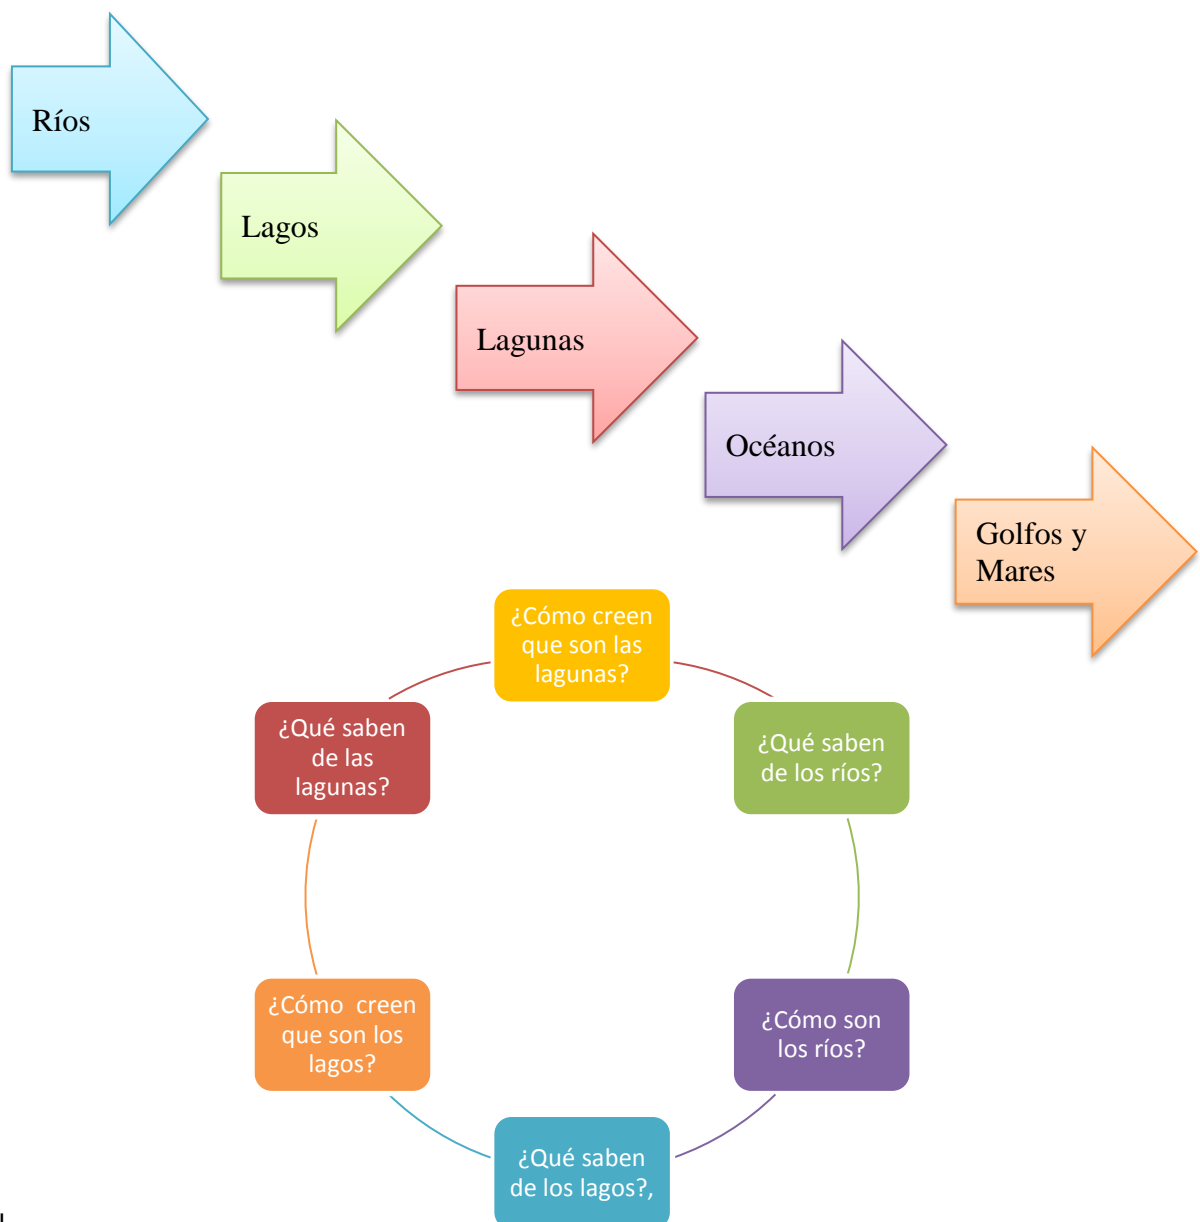 Ríos
Lagos
Lagunas
Océanos
Golfos y
Mares
¿Cómo creen
que son las
lagunas?
¿Qué saben
de los ríos?
¿Cómo son
los ríos?
¿Qué saben
de los lagos?,
¿Cómo  creen
que son los
lagos?
¿Qué saben
de las
lagunas?